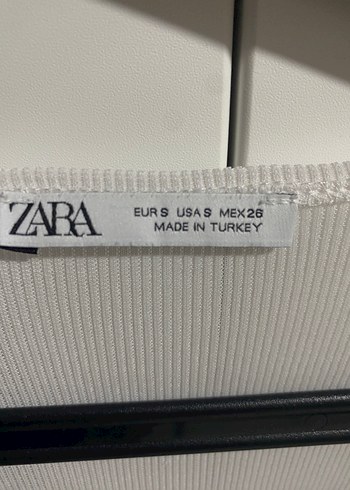 ZARA
EUR S USA S MEX 26
MADE IN TURKEY